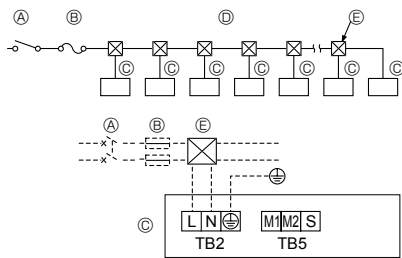 Ⓐ Ⓑ Ⓓ Ⓔ
Ⓒ Ⓒ Ⓒ Ⓒ Ⓒ Ⓒ Ⓒ
Ⓐ Ⓑ Ⓔ
Ⓒ L N M1 M2 S
TB2 TB5